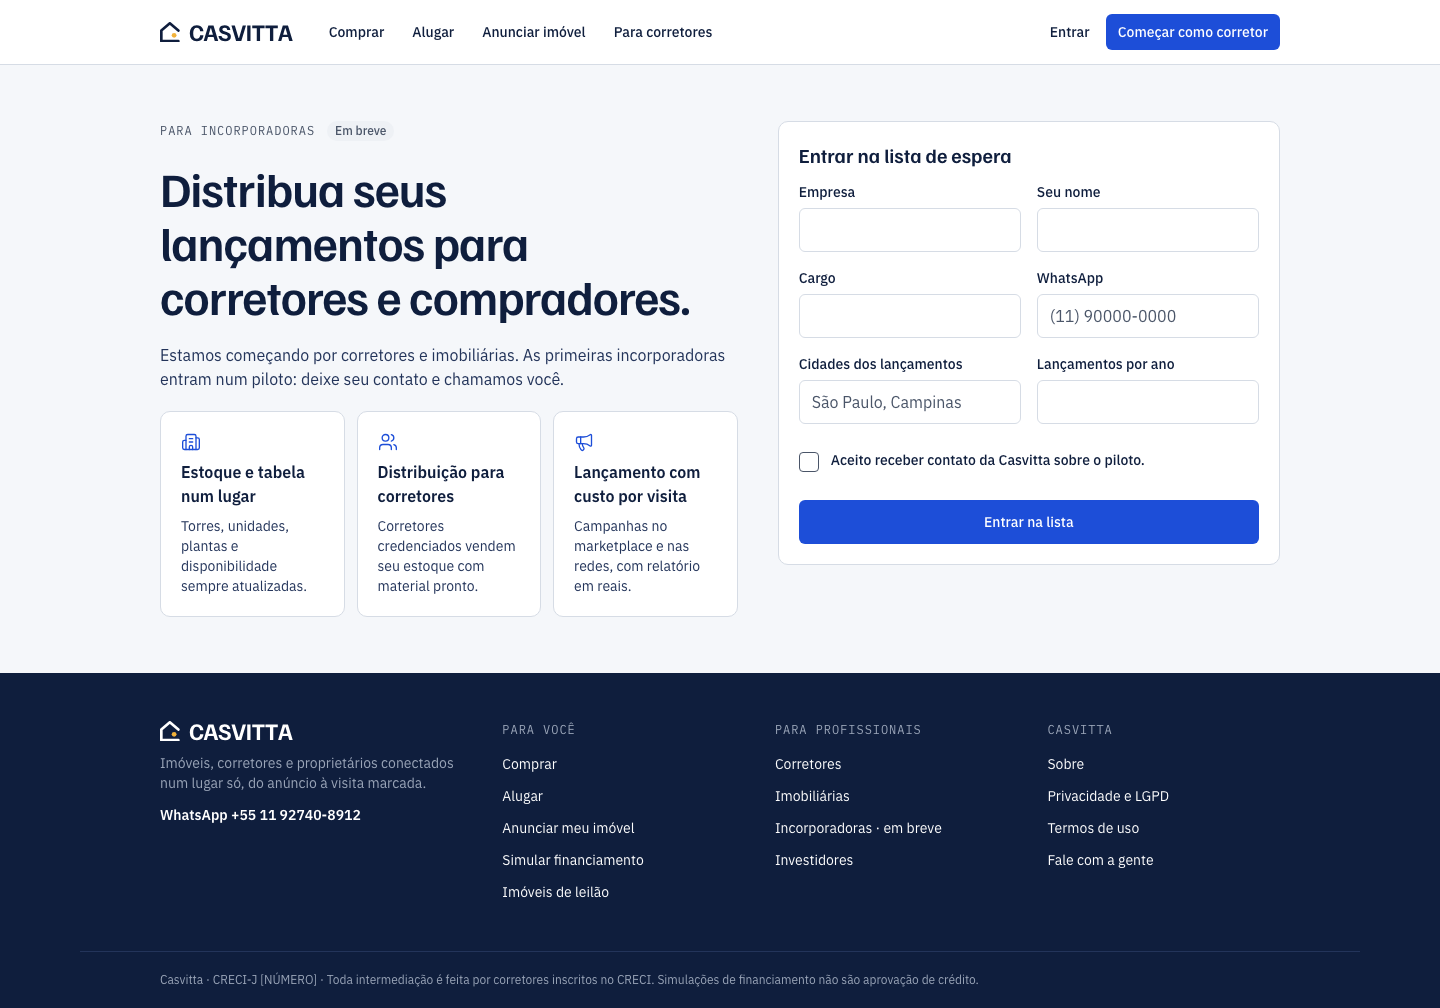 CASVITTA
Comprar
Alugar
Anunciar imóvel
Para corretores
Entrar
Começar como corretor
PARA INCORPORADORAS
Em breve
Distribua seus
lançamentos para
corretores e compradores.
Estamos começando por corretores e imobiliárias. As primeiras incorporadoras
entram num piloto: deixe seu contato e chamamos você.
Estoque e tabela
num lugar
Torres, unidades,
plantas e
disponibilidade
sempre atualizadas.
Distribuição para
corretores
Corretores
credenciados vendem
seu estoque com
material pronto.
Lançamento com
custo por visita
Campanhas no
marketplace e nas
redes, com relatório
em reais.
Entrar na lista de espera
Empresa
Seu nome
Cargo
WhatsApp
(11) 90000-0000
Cidades dos lançamentos
Lançamentos por ano
São Paulo, Campinas
Aceito receber contato da Casvitta sobre o piloto.
Entrar na lista
CASVITTA
Imóveis, corretores e proprietários conectados
num lugar só, do anúncio à visita marcada.
WhatsApp +55 11 92740-8912
PARA VOCÊ
Comprar
Alugar
Anunciar meu imóvel
Simular financiamento
Imóveis de leilão
PARA PROFISSIONAIS
Corretores
Imobiliárias
Incorporadoras · em breve
Investidores
CASVITTA
Sobre
Privacidade e LGPD
Termos de uso
Fale com a gente
Casvitta · CRECI-J [NÚMERO] · Toda intermediação é feita por corretores inscritos no CRECI. Simulações de financiamento não são aprovação de crédito.